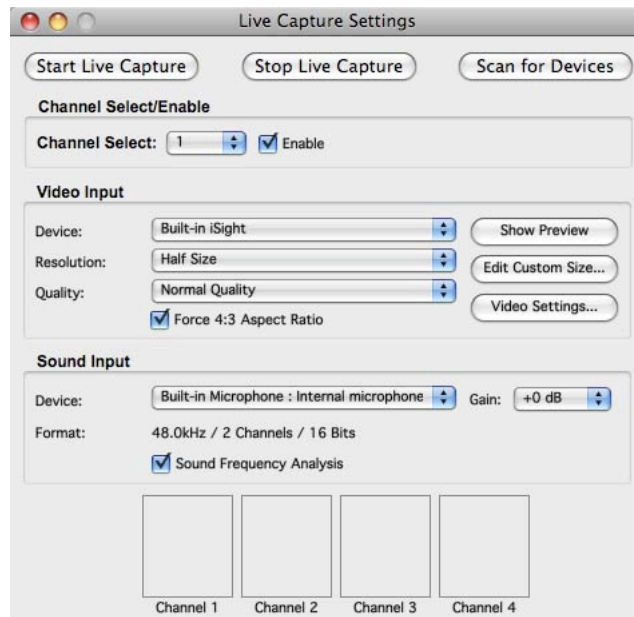 Live Capture Settings
Start Live Capture Stop Live Capture Scan for Devices
Channel Select/Enable
Channel Select: 1 Enable
Video Input
Device: Built-in iSight Show Preview
Resolution: Half Size Edit Custom Size...
Quality: Normal Quality Video Settings...
Force 4:3 Aspect Ratio
Sound Input
Device: Built-in Microphone : Internal microphone Gain: +0 dB
Format: 48.0kHz / 2 Channels / 16 Bits
Sound Frequency Analysis
Channel 1 Channel 2 Channel 3 Channel 4